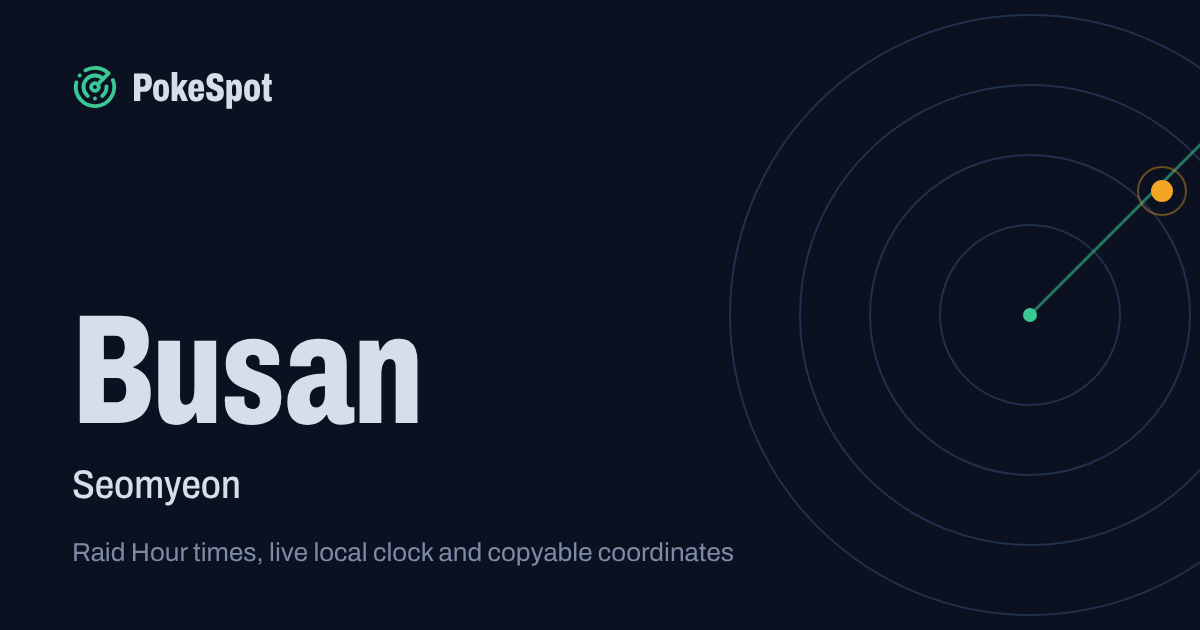 PokeSpot
Busan
Seomyeon
Raid Hour times, live local clock and copyable coordinates